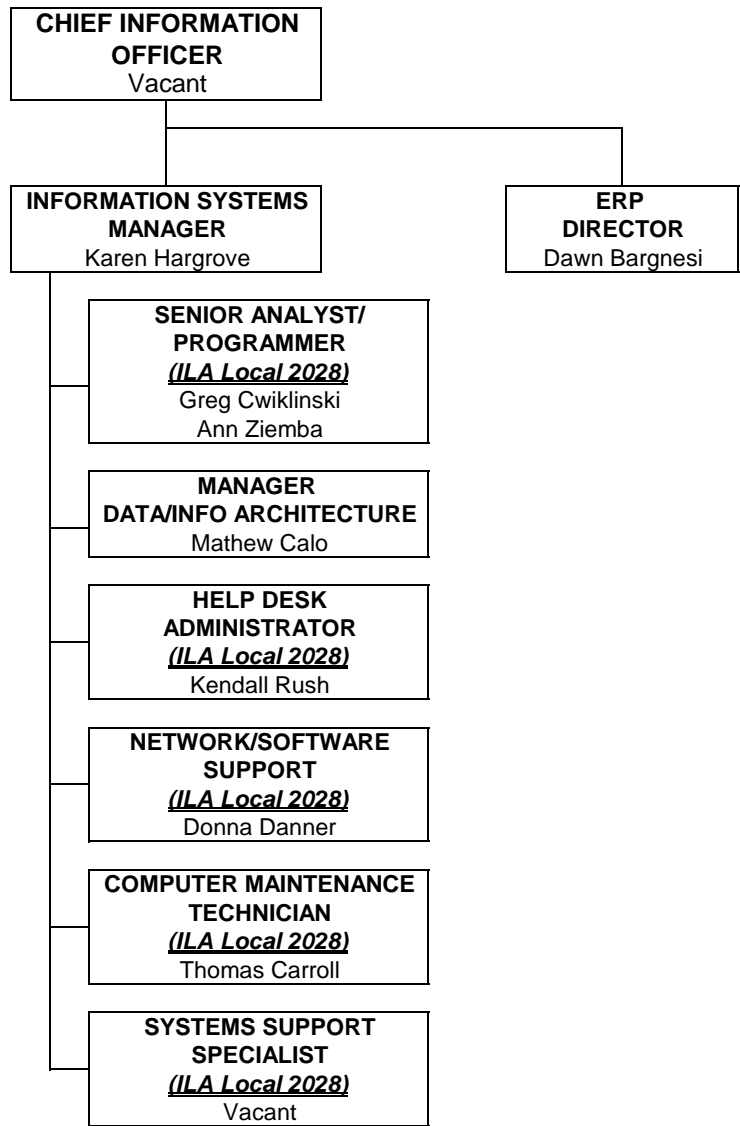 CHIEF INFORMATION
OFFICER
Vacant
INFORMATION SYSTEMS
MANAGER
Karen Hargrove
ERP
DIRECTOR
Dawn Bargnesi
SENIOR ANALYST/
PROGRAMMER
(ILA Local 2028)
Greg Cwiklinski
Ann Ziemba
MANAGER
DATA/INFO ARCHITECTURE
Mathew Calo
HELP DESK
ADMINISTRATOR
(ILA Local 2028)
Kendall Rush
NETWORK/SOFTWARE
SUPPORT
(ILA Local 2028)
Donna Danner
COMPUTER MAINTENANCE
TECHNICIAN
(ILA Local 2028)
Thomas Carroll
SYSTEMS SUPPORT
SPECIALIST
(ILA Local 2028)
Vacant